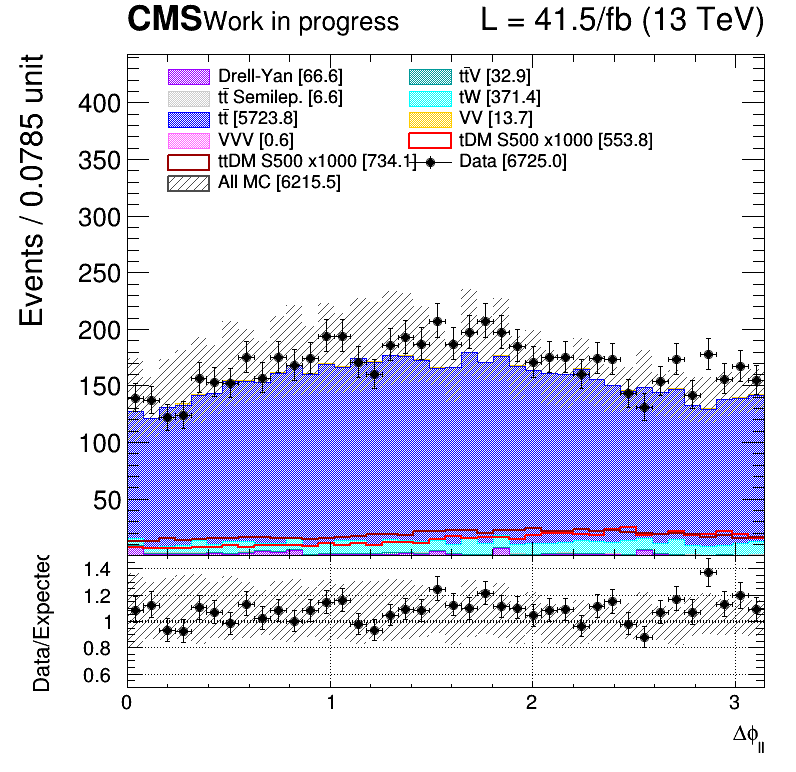 CMS Work in progress L = 41.5/fb (13 TeV)
Events / 0.0785 unit
Drell-Yan [66.6] tt̄V [32.9]
tt̄ Semilep. [6.6] tW [371.4]
tt̄ [5723.8] VV [13.7]
VVV [0.6] tDM S500 x1000 [553.8]
ttDM S500 x1000 [734.1] Data [6725.0]
All MC [6215.5]
400
350
300
250
200
150
100
50
Data/Expected
1.4
1.2
1
0.8
0.6
0 1 2 3
Δϕll